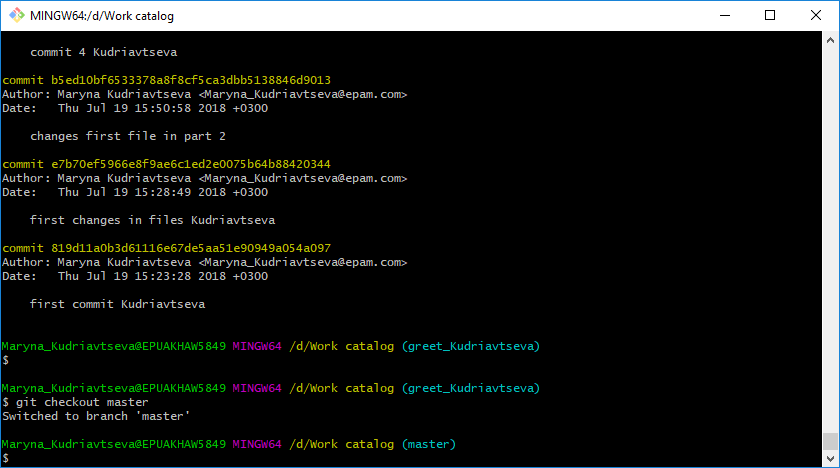 MINGW64:/d/Work catalog
commit 4 Kudriavtseva
commit b5ed10bf6533378a8f8cf5ca3dbb5138846d9013
Author: Maryna Kudriavtseva <Maryna_Kudriavtseva@epam.com>
Date:   Thu Jul 19 15:50:58 2018 +0300
changes first file in part 2
commit e7b70ef5966e8f9ae6c1ed2e0075b64b88420344
Author: Maryna Kudriavtseva <Maryna_Kudriavtseva@epam.com>
Date:   Thu Jul 19 15:28:49 2018 +0300
first changes in files Kudriavtseva
commit 819d11a0b3d61116e67de5aa51e90949a054a097
Author: Maryna Kudriavtseva <Maryna_Kudriavtseva@epam.com>
Date:   Thu Jul 19 15:23:28 2018 +0300
first commit Kudriavtseva
Maryna_Kudriavtseva@EPUAKHAW5849 MINGW64 /d/Work catalog (greet_Kudriavtseva)
$
Maryna_Kudriavtseva@EPUAKHAW5849 MINGW64 /d/Work catalog (greet_Kudriavtseva)
$ git checkout master
Switched to branch 'master'
Maryna_Kudriavtseva@EPUAKHAW5849 MINGW64 /d/Work catalog (master)
$